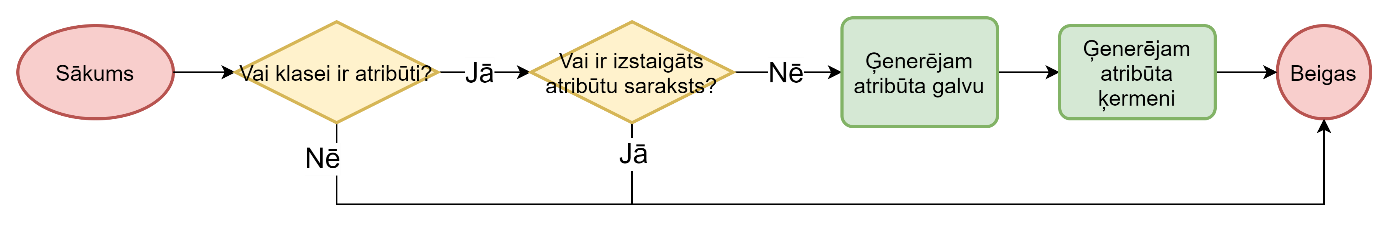 Sākums
Vai klasei ir atribūti?
Jā
Vai ir izstaigāts
atribūtu saraksts?
Nē
Ģenerējam
atribūta galvu
Ģenerējam
atribūta
ķermeni
Beigas
Nē
Jā